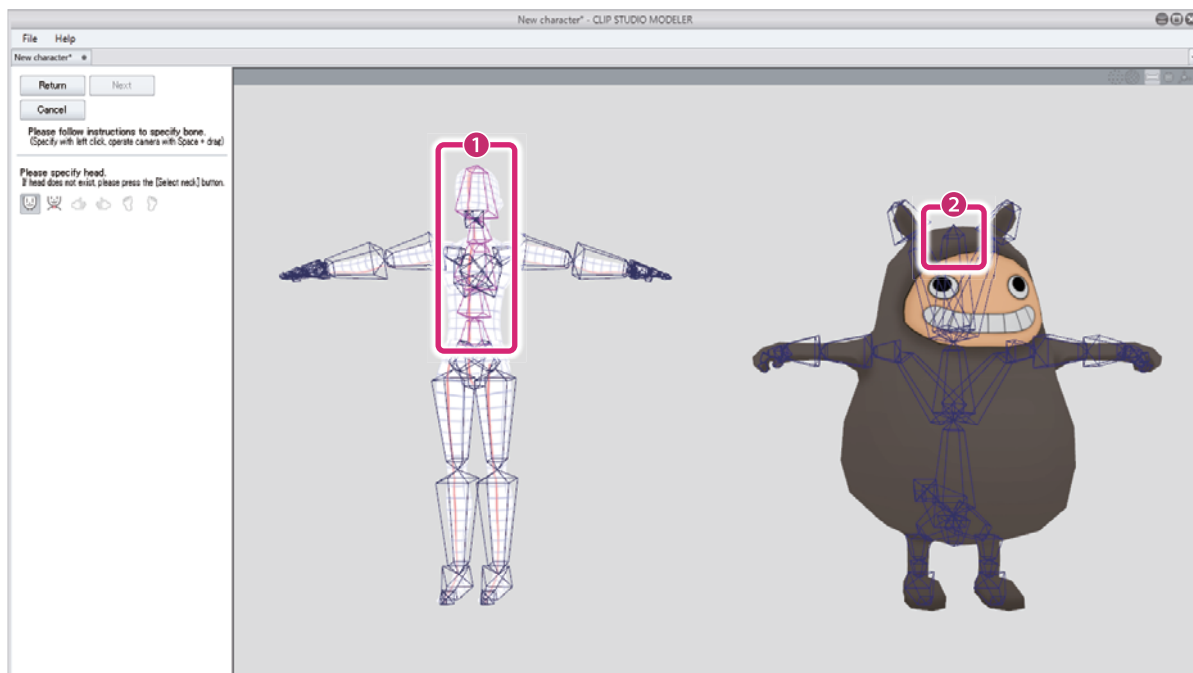 New character* - CLIP STUDIO MODELER
File Help
New character*
Return Next
Cancel
Please follow instructions to specify bone.
(Specify with left click, operate camera with Space + drag)
Please specify head.
If head does not exist, please press the [Select neck] button.
1
2